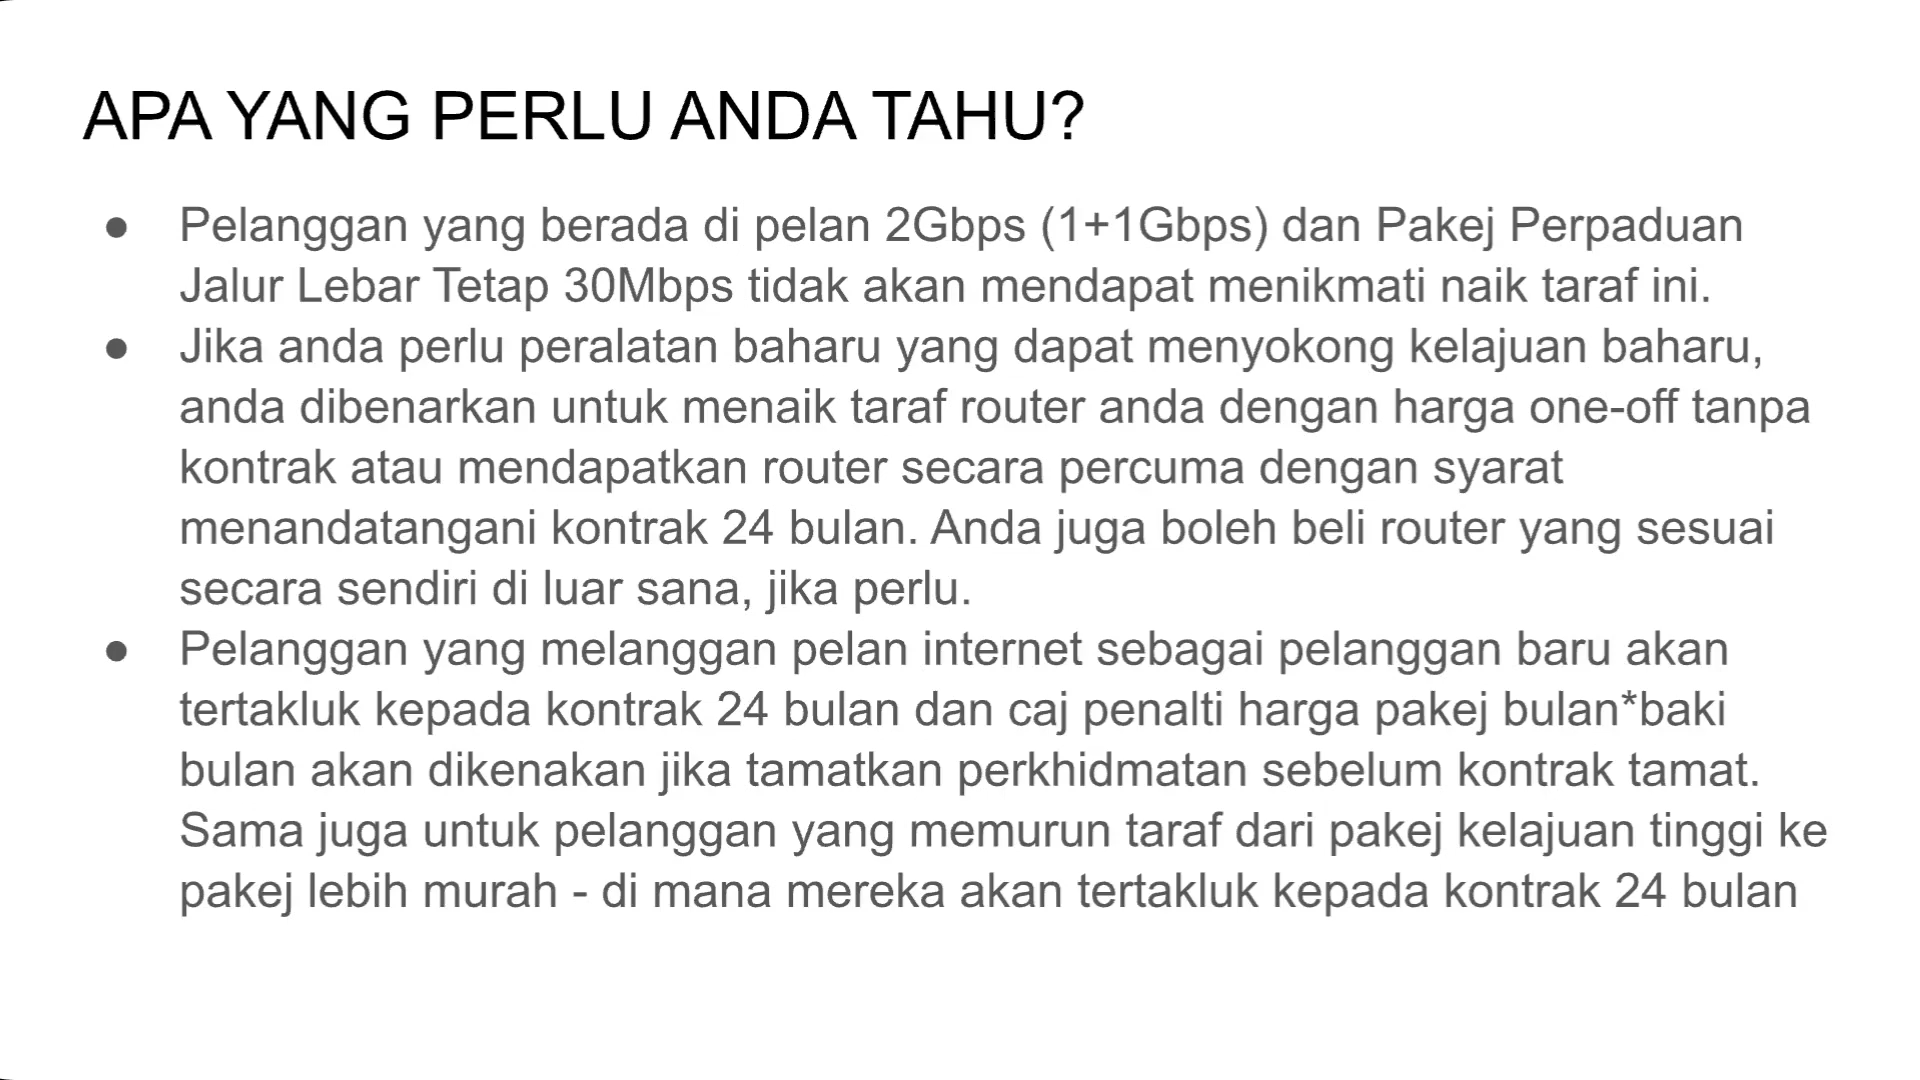 APA YANG PERLU ANDA TAHU?
● Pelanggan yang berada di pelan 2Gbps (1+1Gbps) dan Pakej Perpaduan
Jalur Lebar Tetap 30Mbps tidak akan mendapat menikmati naik taraf ini.
● Jika anda perlu peralatan baharu yang dapat menyokong kelajuan baharu,
anda dibenarkan untuk menaik taraf router anda dengan harga one-off tanpa
kontrak atau mendapatkan router secara percuma dengan syarat
menandatangani kontrak 24 bulan. Anda juga boleh beli router yang sesuai
secara sendiri di luar sana, jika perlu.
● Pelanggan yang melanggan pelan internet sebagai pelanggan baru akan
tertakluk kepada kontrak 24 bulan dan caj penalti harga pakej bulan*baki
bulan akan dikenakan jika tamatkan perkhidmatan sebelum kontrak tamat.
Sama juga untuk pelanggan yang memurun taraf dari pakej kelajuan tinggi ke
pakej lebih murah - di mana mereka akan tertakluk kepada kontrak 24 bulan